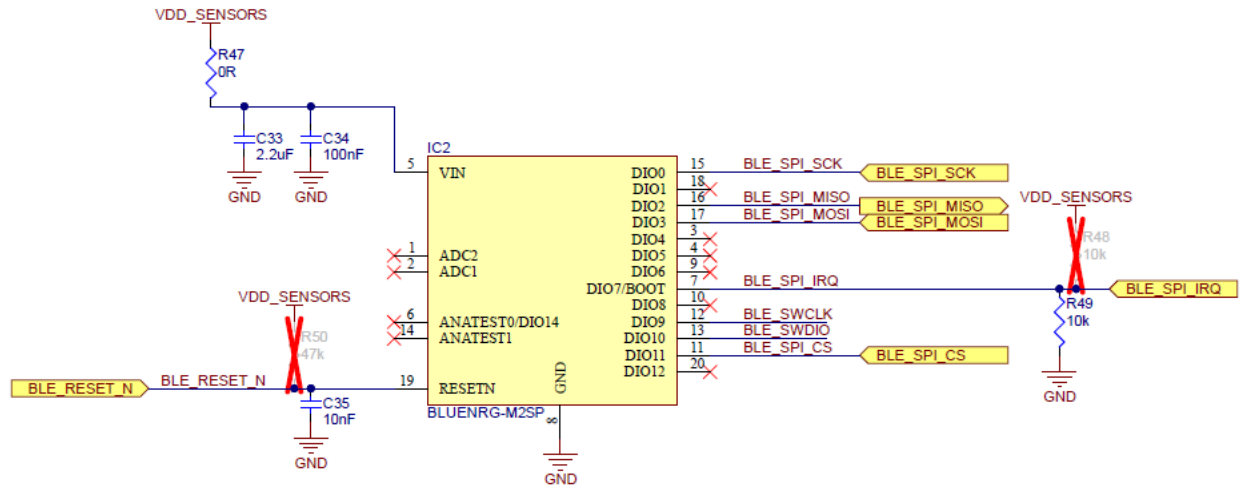 VDD_SENSORS
R47
0R
C33
2.2uF
C34
100nF
GND
GND
IC2
5
VIN
1
ADC2
2
ADC1
6
ANATEST0/DIO14
14
ANATEST1
19
RESETN
GND
8
BLUENRG-M2SP
GND
DIO0
15
BLE_SPI_SCK
BLE_SPI_SCK
DIO1
18
DIO2
16
BLE_SPI_MISO
BLE_SPI_MISO
DIO3
17
BLE_SPI_MOSI
BLE_SPI_MOSI
DIO4
3
DIO5
4
DIO6
9
DIO7/BOOT
7
BLE_SPI_IRQ
DIO8
10
DIO9
12
BLE_SWCLK
DIO10
13
BLE_SWDIO
DIO11
11
BLE_SPI_CS
BLE_SPI_CS
DIO12
20
VDD_SENSORS
R48
10k
BLE_SPI_IRQ
R49
10k
GND
VDD_SENSORS
R50
47k
BLE_RESET_N
BLE_RESET_N
C35
10nF
GND